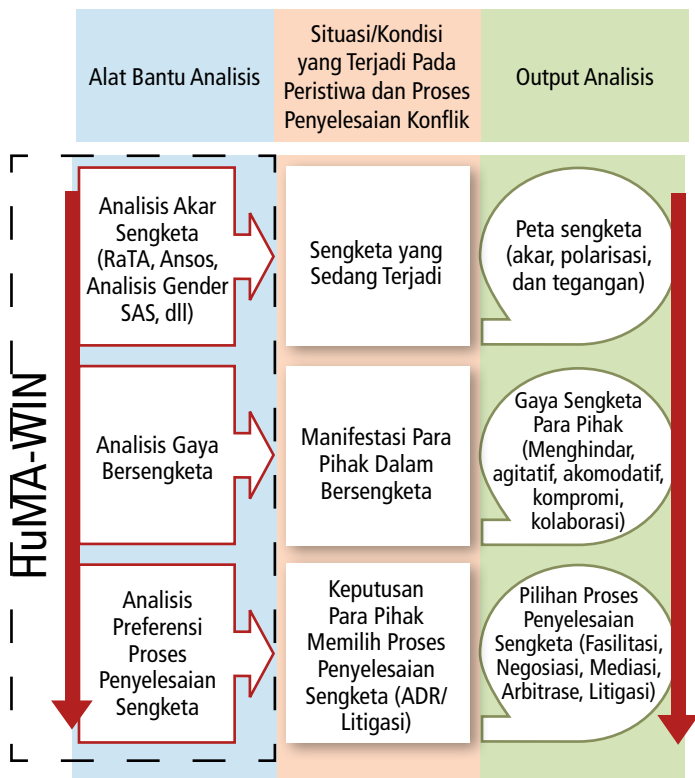 Alat Bantu Analisis
Situasi/Kondisi
yang Terjadi Pada
Peristiwa dan Proses
Penyelesaian Konflik
Output Analisis
HuMA-WIN
Analisis Akar
Sengketa
(RaTA, Ansos,
Analisis Gender
SAS, dll)
Sengketa yang
Sedang Terjadi
Peta sengketa
(akar, polarisasi,
dan tegangan)
Analisis Gaya
Bersengketa
Manifestasi Para
Pihak Dalam
Bersengketa
Gaya Sengketa
Para Pihak
(Menghindar,
agitatif, akomodatif,
kompromi,
kolaborasi)
Analisis
Preferensi
Proses
Penyelesaian
Sengketa
Keputusan
Para Pihak
Memilih Proses
Penyelesaian
Sengketa (ADR/
Litigasi)
Pilihan Proses
Penyelesaian
Sengketa (Fasilitasi,
Negosiasi, Mediasi,
Arbitrase, Litigasi)